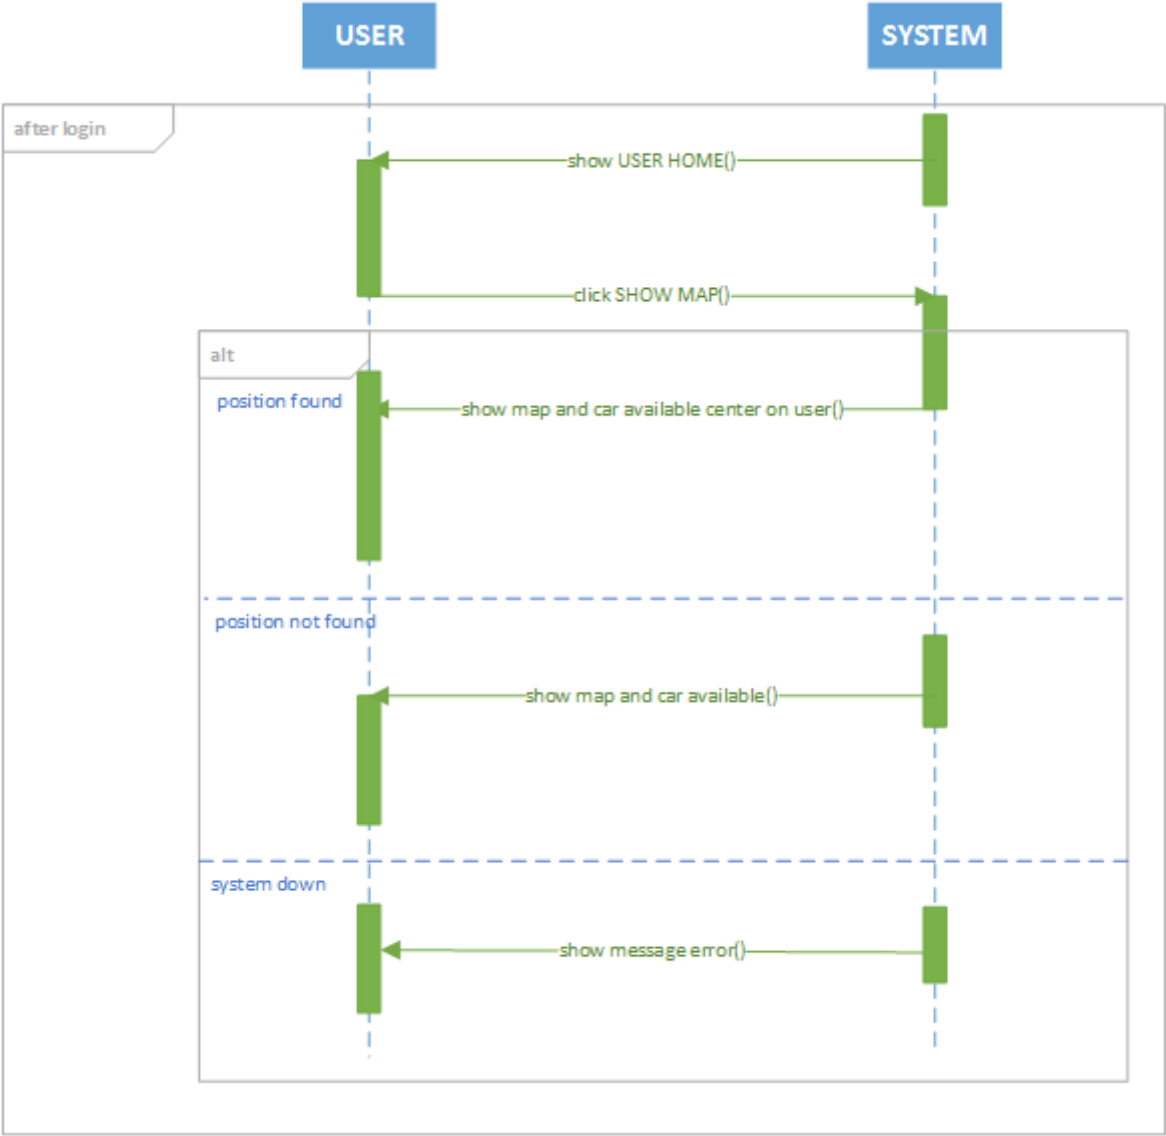 USER
SYSTEM
after login
show USER HOME()
click SHOW MAP()
alt
position found
show map and car available center on user()
position not found
show map and car available()
system down
show message error()